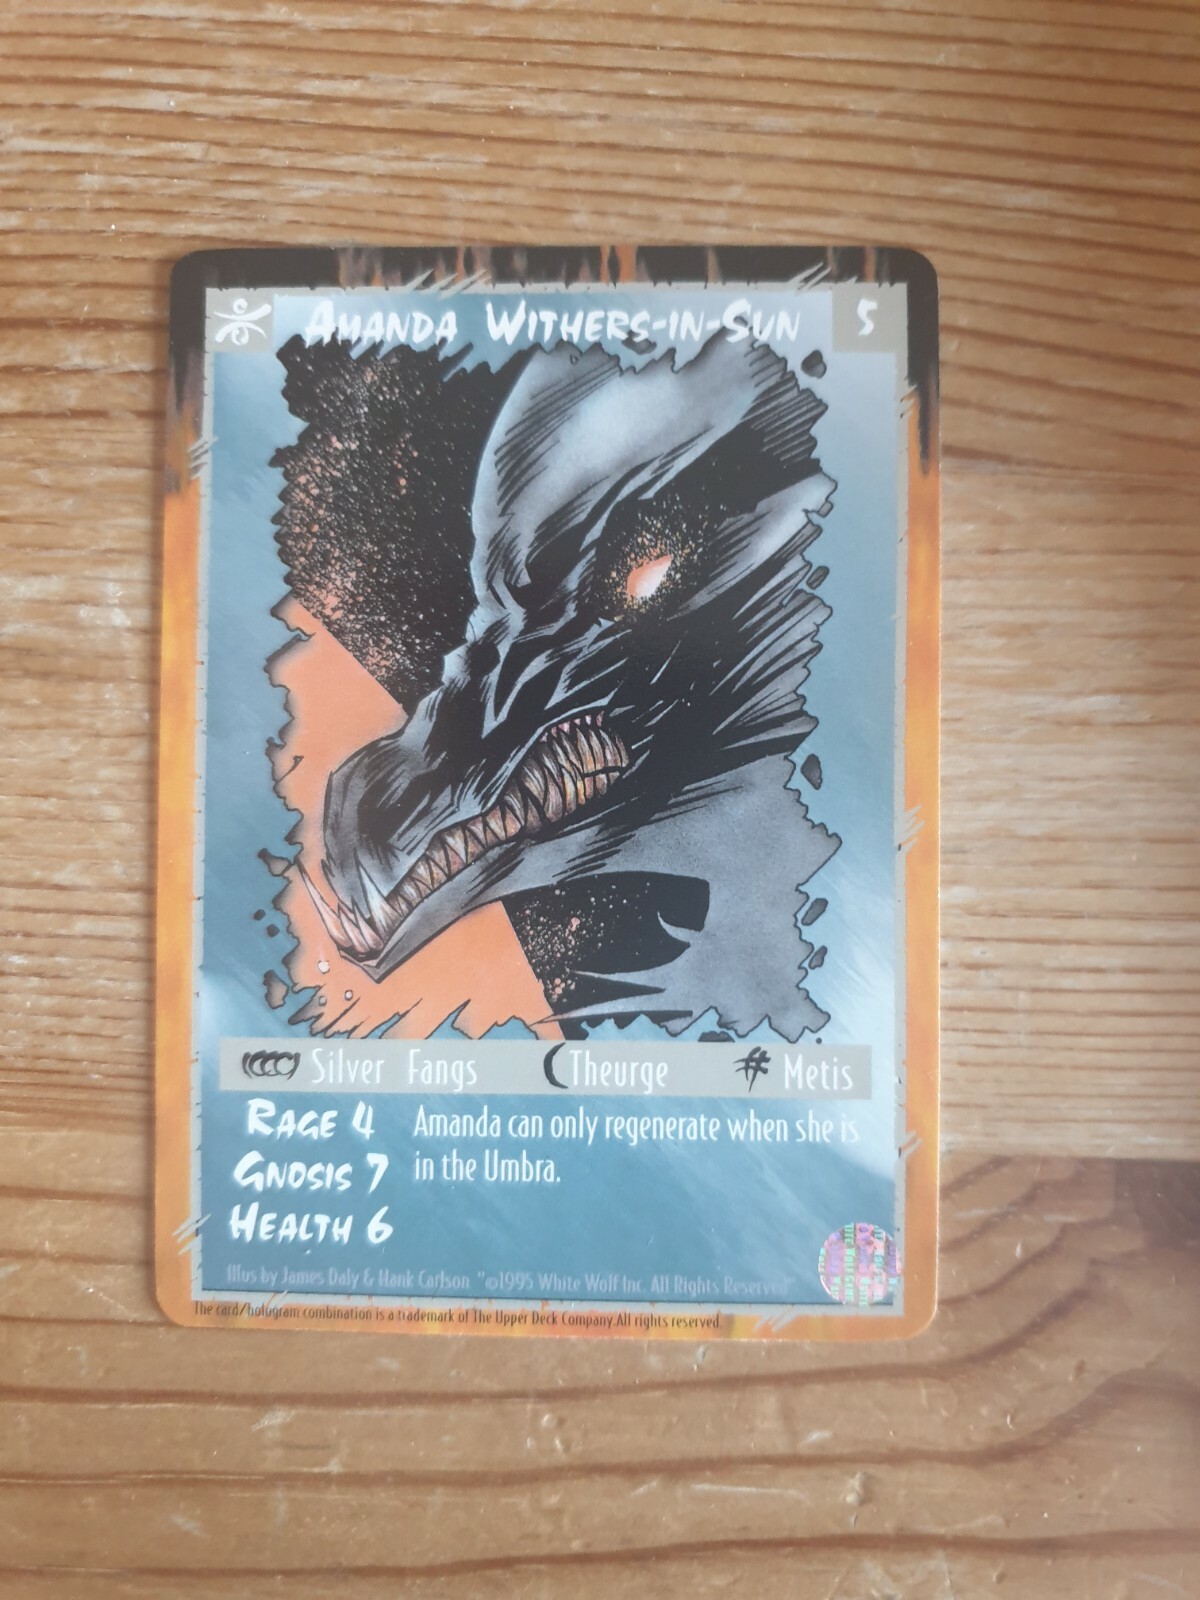 Amanda Withers-in-Sun
5
Silver Fangs Theurge Metis
Rage 4
Gnosis 7
Health 6
Amanda can only regenerate when she is
in the Umbra.
Illus by James Daly & Hank Carlson "©1995 White Wolf Inc. All Rights Reserved"
The card/hologram combination is a trademark of The Upper Deck Company.All rights reserved.